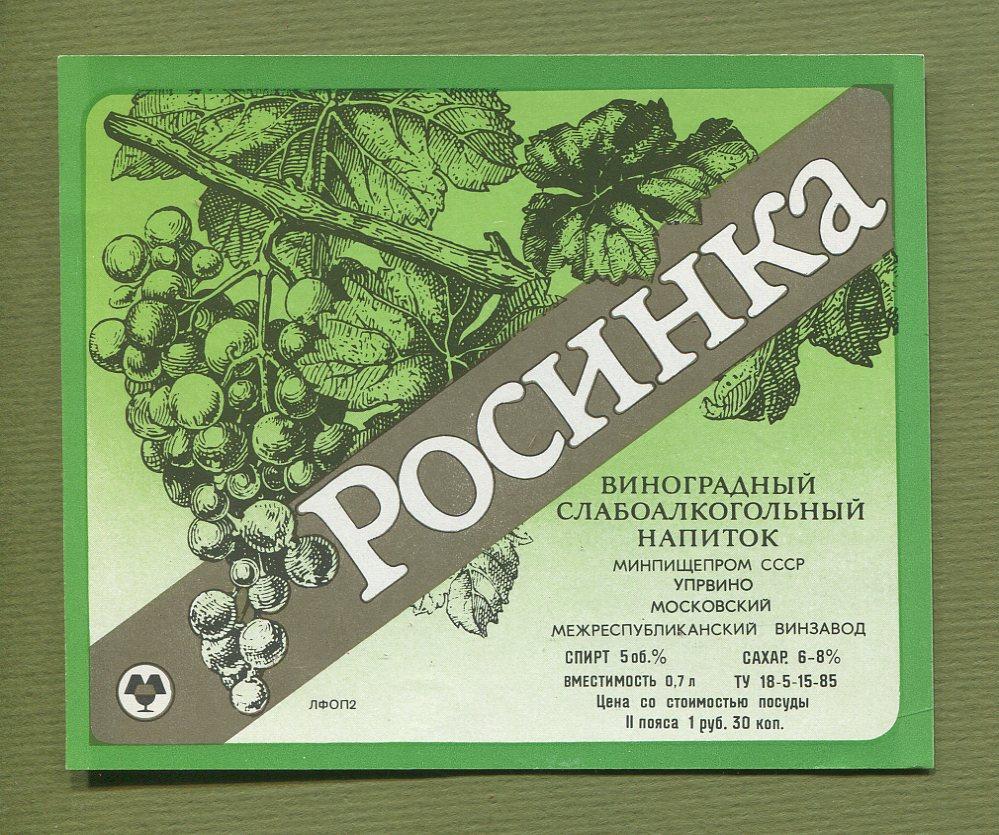 Росинка
ВИНОГРАДНЫЙ
СЛАБОАЛКОГОЛЬНЫЙ
НАПИТОК
МИНПИЩЕПРОМ СССР
УПРВИНО
МОСКОВСКИЙ
МЕЖРЕСПУБЛИКАНСКИЙ ВИНЗАВОД
СПИРТ 5 об.% САХАР. 6-8%
ВМЕСТИМОСТЬ 0,7 л ТУ 18-5-15-85
Цена со стоимостью посуды
II пояса 1 руб. 30 коп.
ЛФОП2